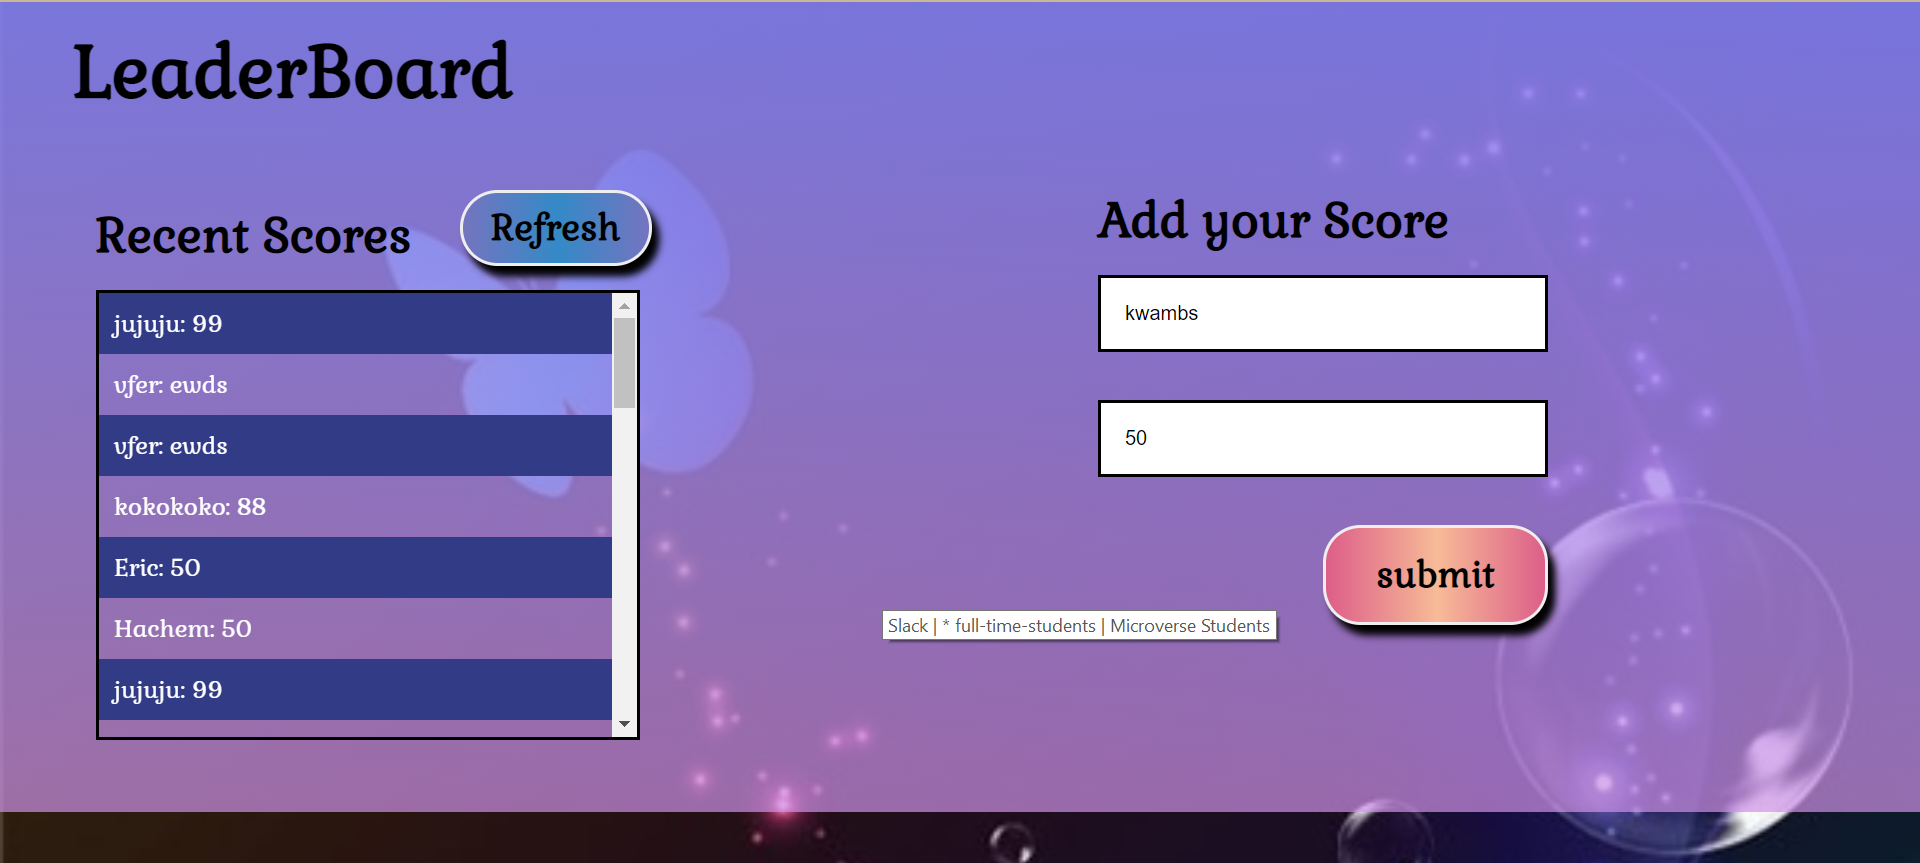 LeaderBoard
Recent Scores
Refresh
jujuju: 99
vfer: ewds
vfer: ewds
kokokoko: 88
Eric: 50
Hachem: 50
jujuju: 99
Add your Score
kwambs
50
submit
Slack | * full-time-students | Microverse Students